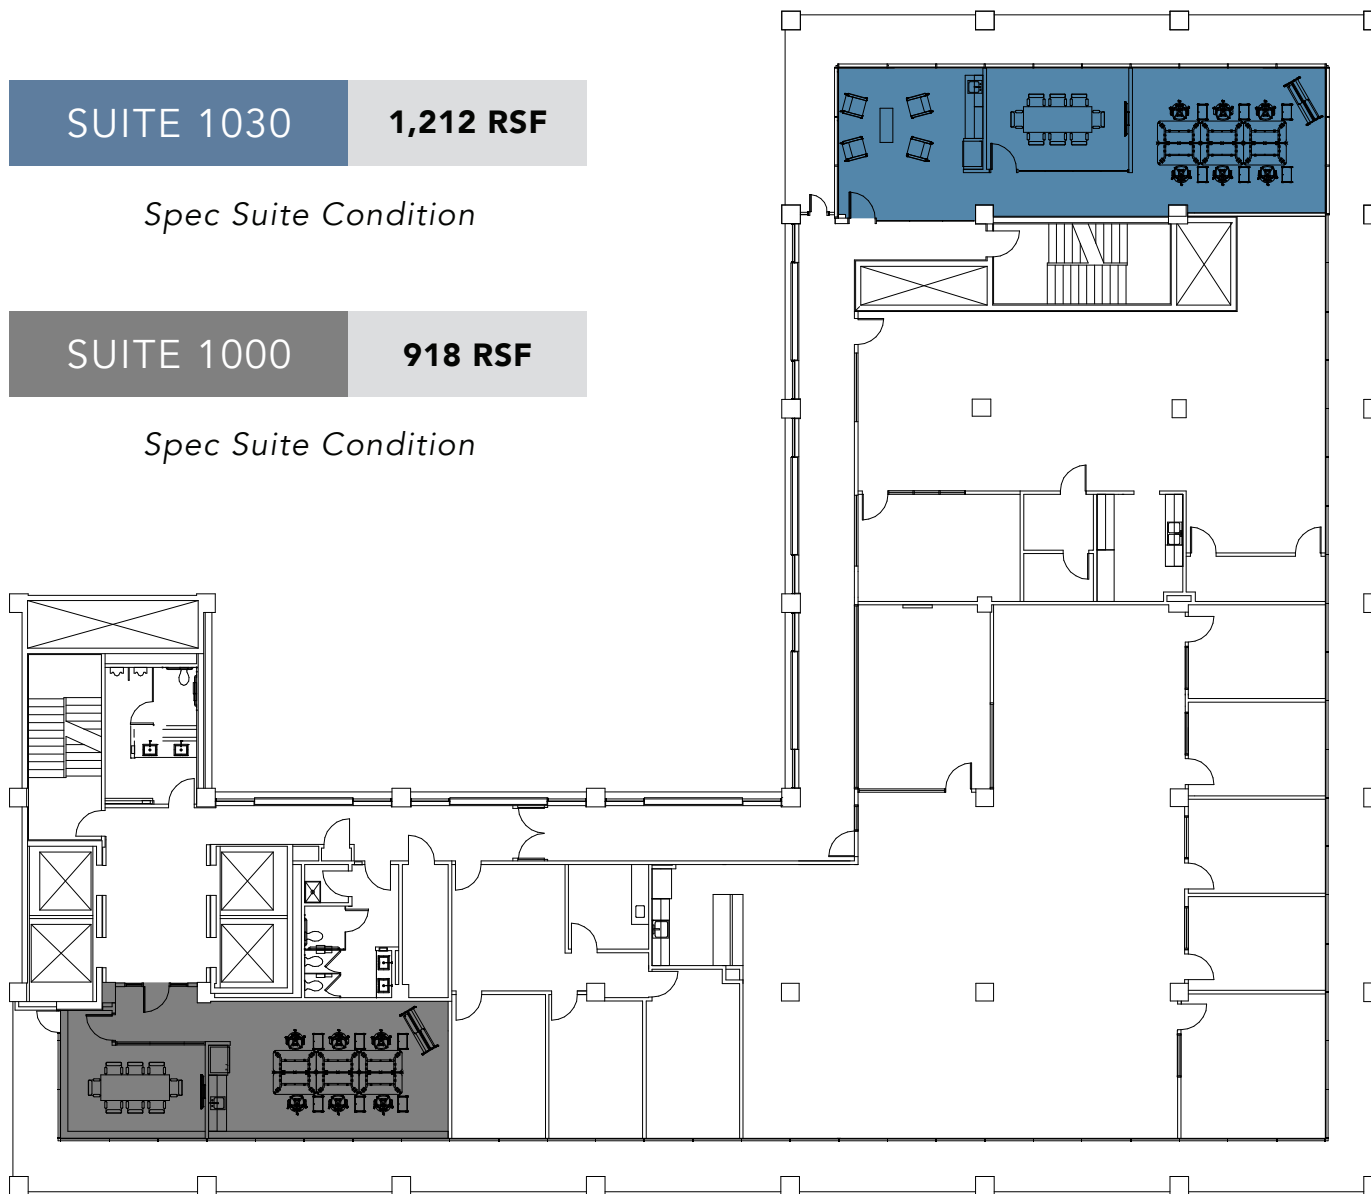 SUITE 1030
1,212 RSF
Spec Suite Condition
SUITE 1000
918 RSF
Spec Suite Condition